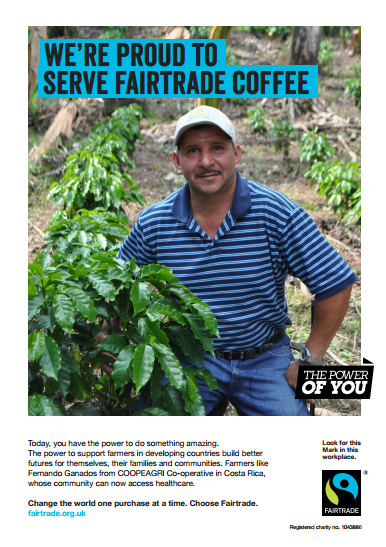 WE'RE PROUD TO
SERVE FAIRTRADE COFFEE
THE POWER
OF YOU
Today, you have the power to do something amazing.
The power to support farmers in developing countries build better
futures for themselves, their families and communities. Farmers like
Fernando Ganados from COOPEAGRI Co-operative in Costa Rica,
whose community can now access healthcare.
Change the world one purchase at a time. Choose Fairtrade.
fairtrade.org.uk
Look for this
Mark in this
workplace.
®
FAIRTRADE
Registered charity no. 1043886